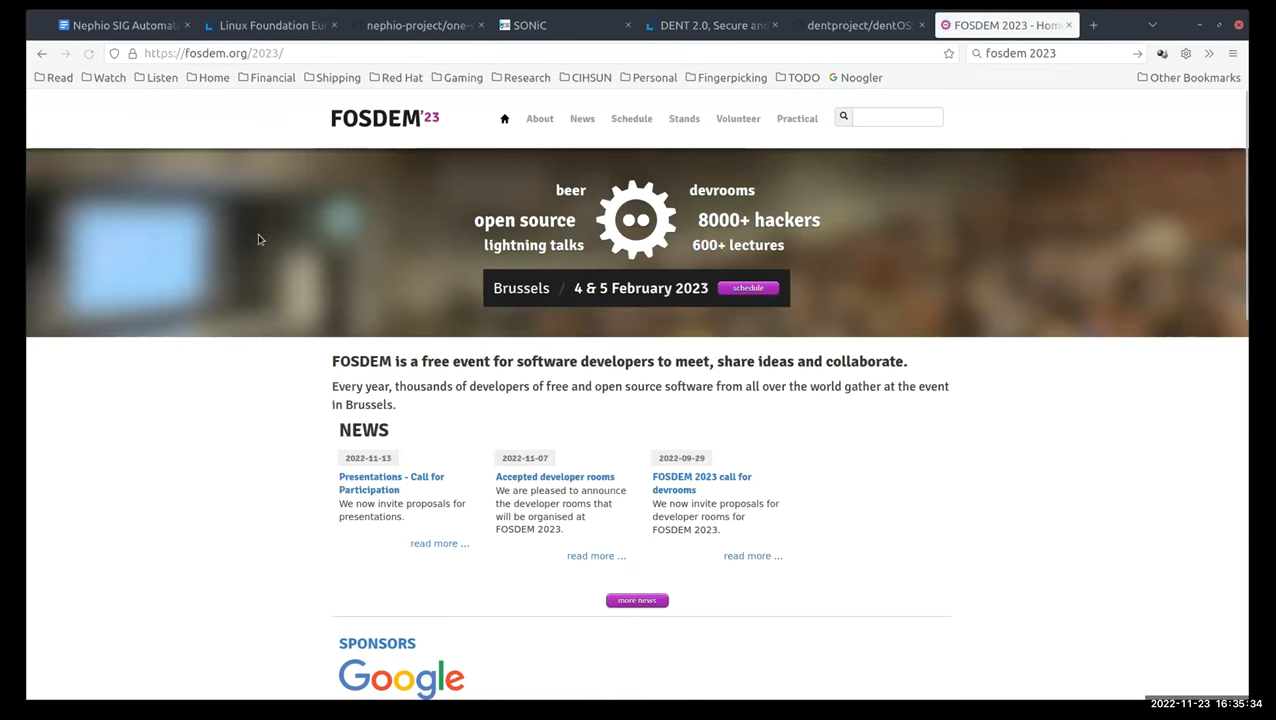 Nephio SIG Automati
Linux Foundation Eu
nephio-project/one-s
SONiC
DENT 2.0, Secure an
dentproject/dentOS
FOSDEM 2023 - Hom
https://fosdem.org/2023/
fosdem 2023
Read
Watch
Listen
Home
Financial
Shipping
Red Hat
Gaming
Research
CIHSUN
Personal
Fingerpicking
TODO
Noogler
Other Bookmarks
FOSDEM'23
About
News
Schedule
Stands
Volunteer
Practical
beer
devrooms
open source
8000+ hackers
lightning talks
600+ lectures
Brussels / 4 & 5 February 2023 schedule
FOSDEM is a free event for software developers to meet, share ideas and collaborate.
Every year, thousands of developers of free and open source software from all over the world gather at the event
in Brussels.
NEWS
2022-11-13
Presentations - Call for
Participation
We now invite proposals for
presentations.
read more ...
2022-11-07
Accepted developer rooms
We are pleased to announce
the developer rooms that
will be organised at
FOSDEM 2023.
read more ...
2022-09-29
FOSDEM 2023 call for
devrooms
We now invite proposals for
developer rooms for
FOSDEM 2023.
read more ...
more news
SPONSORS
Google
2022-11-23 16:35:34